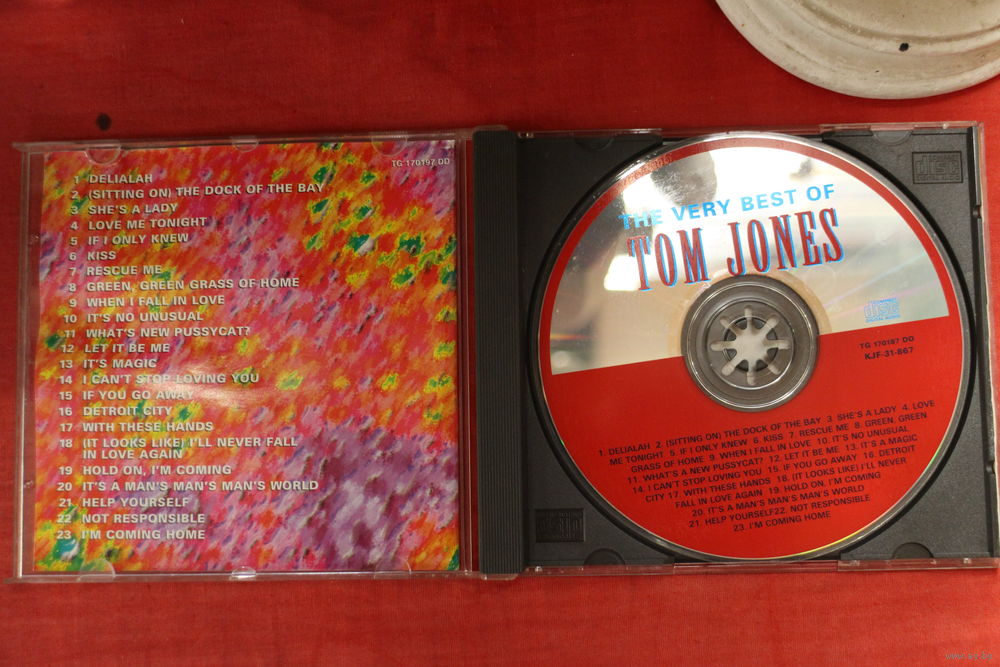 TG 170197 DD
1 DELIALAH
2 (SITTING ON) THE DOCK OF THE BAY
3 SHE'S A LADY
4 LOVE ME TONIGHT
5 IF I ONLY KNEW
6 KISS
7 RESCUE ME
8 GREEN, GREEN GRASS OF HOME
9 WHEN I FALL IN LOVE
10 IT'S NO UNUSUAL
11 WHAT'S NEW PUSSYCAT?
12 LET IT BE ME
13 IT'S MAGIC
14 I CAN'T STOP LOVING YOU
15 IF YOU GO AWAY
16 DETROIT CITY
17 WITH THESE HANDS
18 (IT LOOKS LIKE) I'LL NEVER FALL
IN LOVE AGAIN
19 HOLD ON, I'M COMING
20 IT'S A MAN'S MAN'S MAN'S WORLD
21 HELP YOURSELF
22 NOT RESPONSIBLE
23 I'M COMING HOME
THE VERY BEST OF
TOM JONES
disc
DIGITAL AUDIO
TG 170187 DD
KJF-31-867
1. DELIALAH 2. (SITTING ON) THE DOCK OF THE BAY 3. SHE'S A LADY 4. LOVE
ME TONIGHT 5. IF I ONLY KNEW 6. KISS 7. RESCUE ME 8. GREEN, GREEN
GRASS OF HOME 9. WHEN I FALL IN LOVE 10. IT'S NO UNUSUAL
11. WHAT'S A NEW PUSSYCAT? 12. LET IT BE ME 13. IT'S A MAGIC
14. I CAN'T STOP LOVING YOU 15. IF YOU GO AWAY 16. DETROIT
CITY 17. WITH THESE HANDS 18. (IT LOOKS LIKE) I'LL NEVER
FALL IN LOVE AGAIN 19. HOLD ON, I'M COMING
20. IT'S A MAN'S MAN'S MAN'S WORLD
21. HELP YOURSELF22. NOT RESPONSIBLE
23. I'M COMING HOME